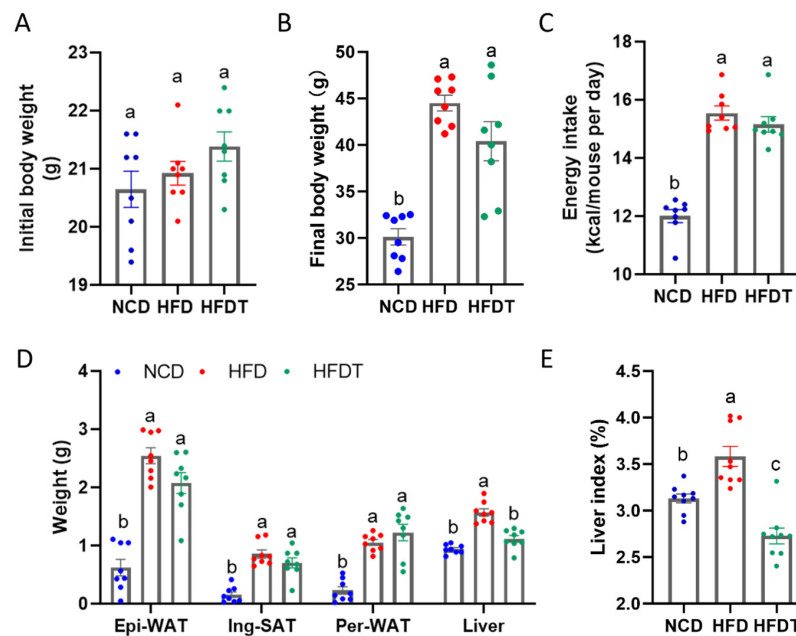 A
Initial body weight
(g)
23
22
21
20
19
a
a
a
NCD
HFD
HFDT
B
Final body weight (g)
50
45
40
35
30
25
b
a
a
NCD
HFD
HFDT
C
Energy intake
(kcal/mouse per day)
18
16
14
12
10
b
a
a
NCD
HFD
HFDT
D
NCD
HFD
HFDT
Weight (g)
4
3
2
1
0
b
a
a
b
a
a
b
a
a
b
a
b
Epi-WAT
Ing-SAT
Per-WAT
Liver
E
Liver index (%)
4.5
4.0
3.5
3.0
2.5
2.0
b
a
c
NCD
HFD
HFDT